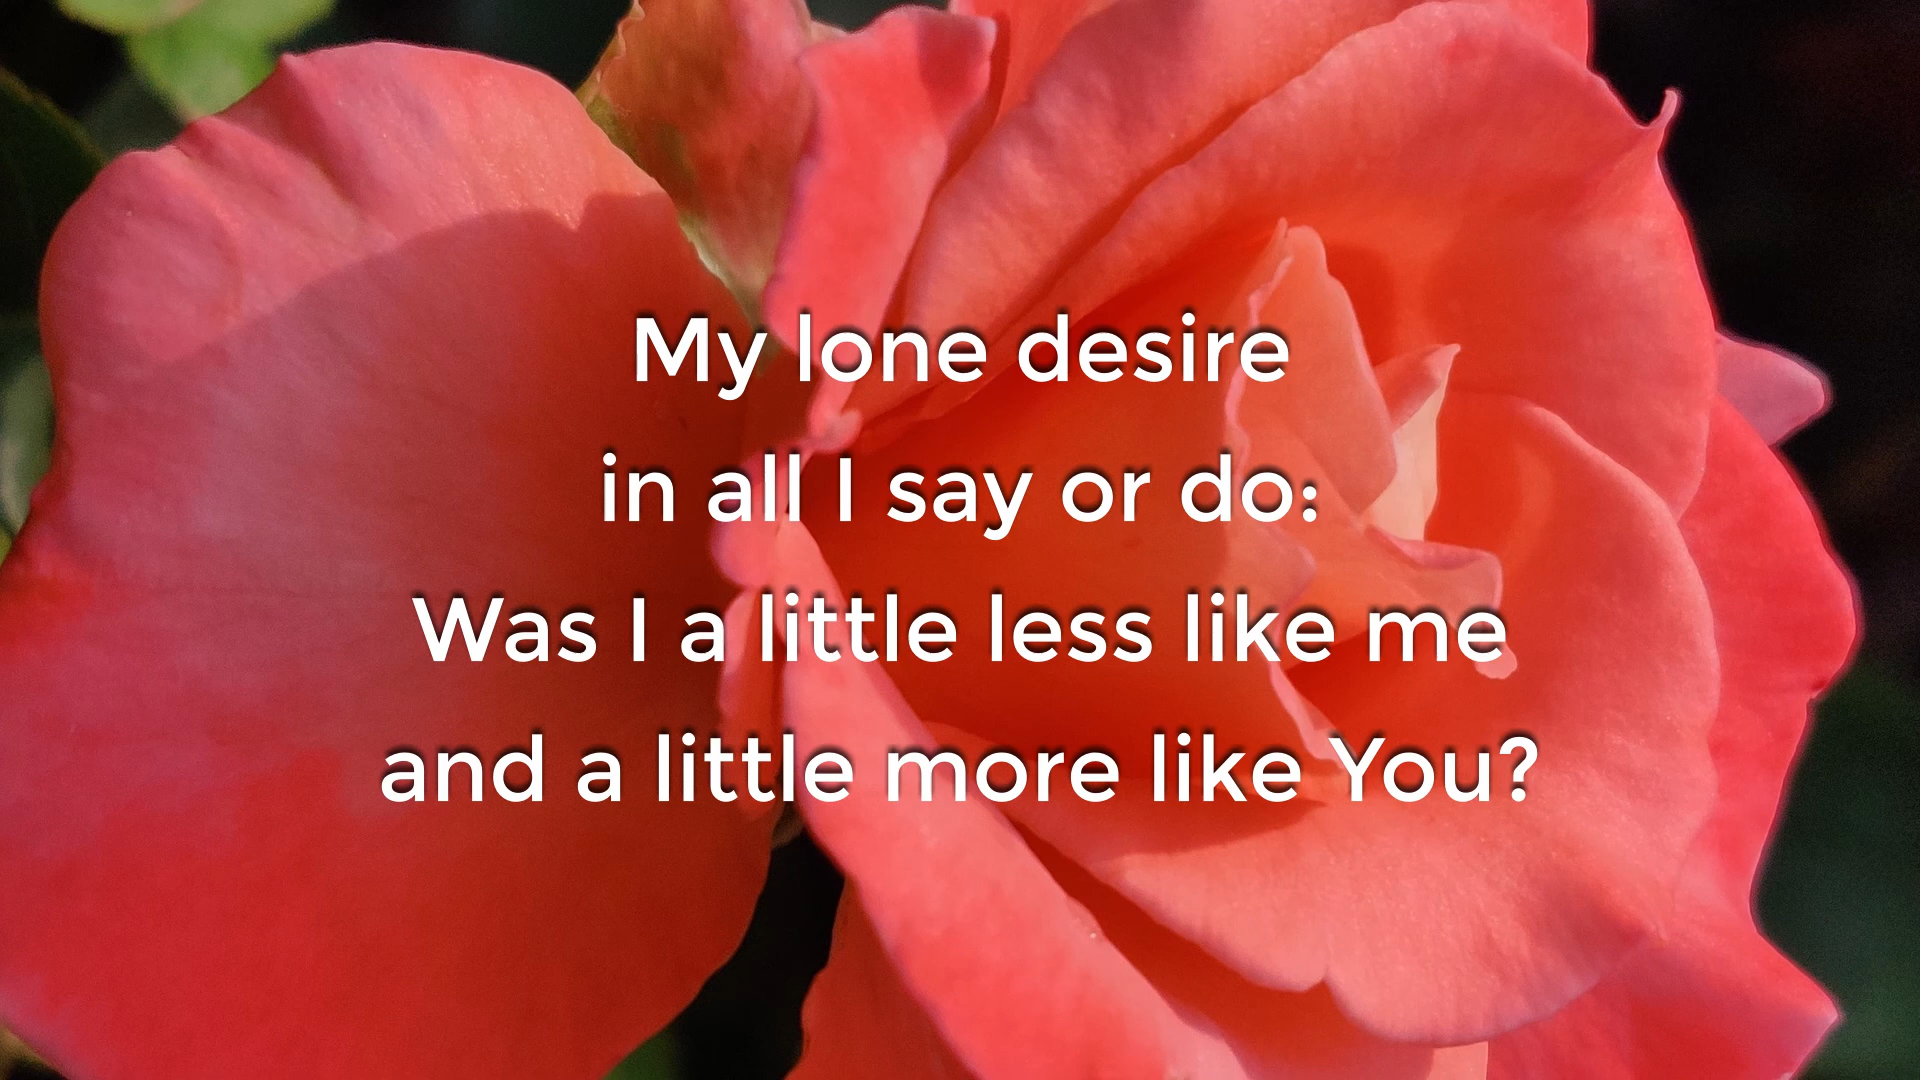 My lone desire
in all I say or do:
Was I a little less like me
and a little more like You?